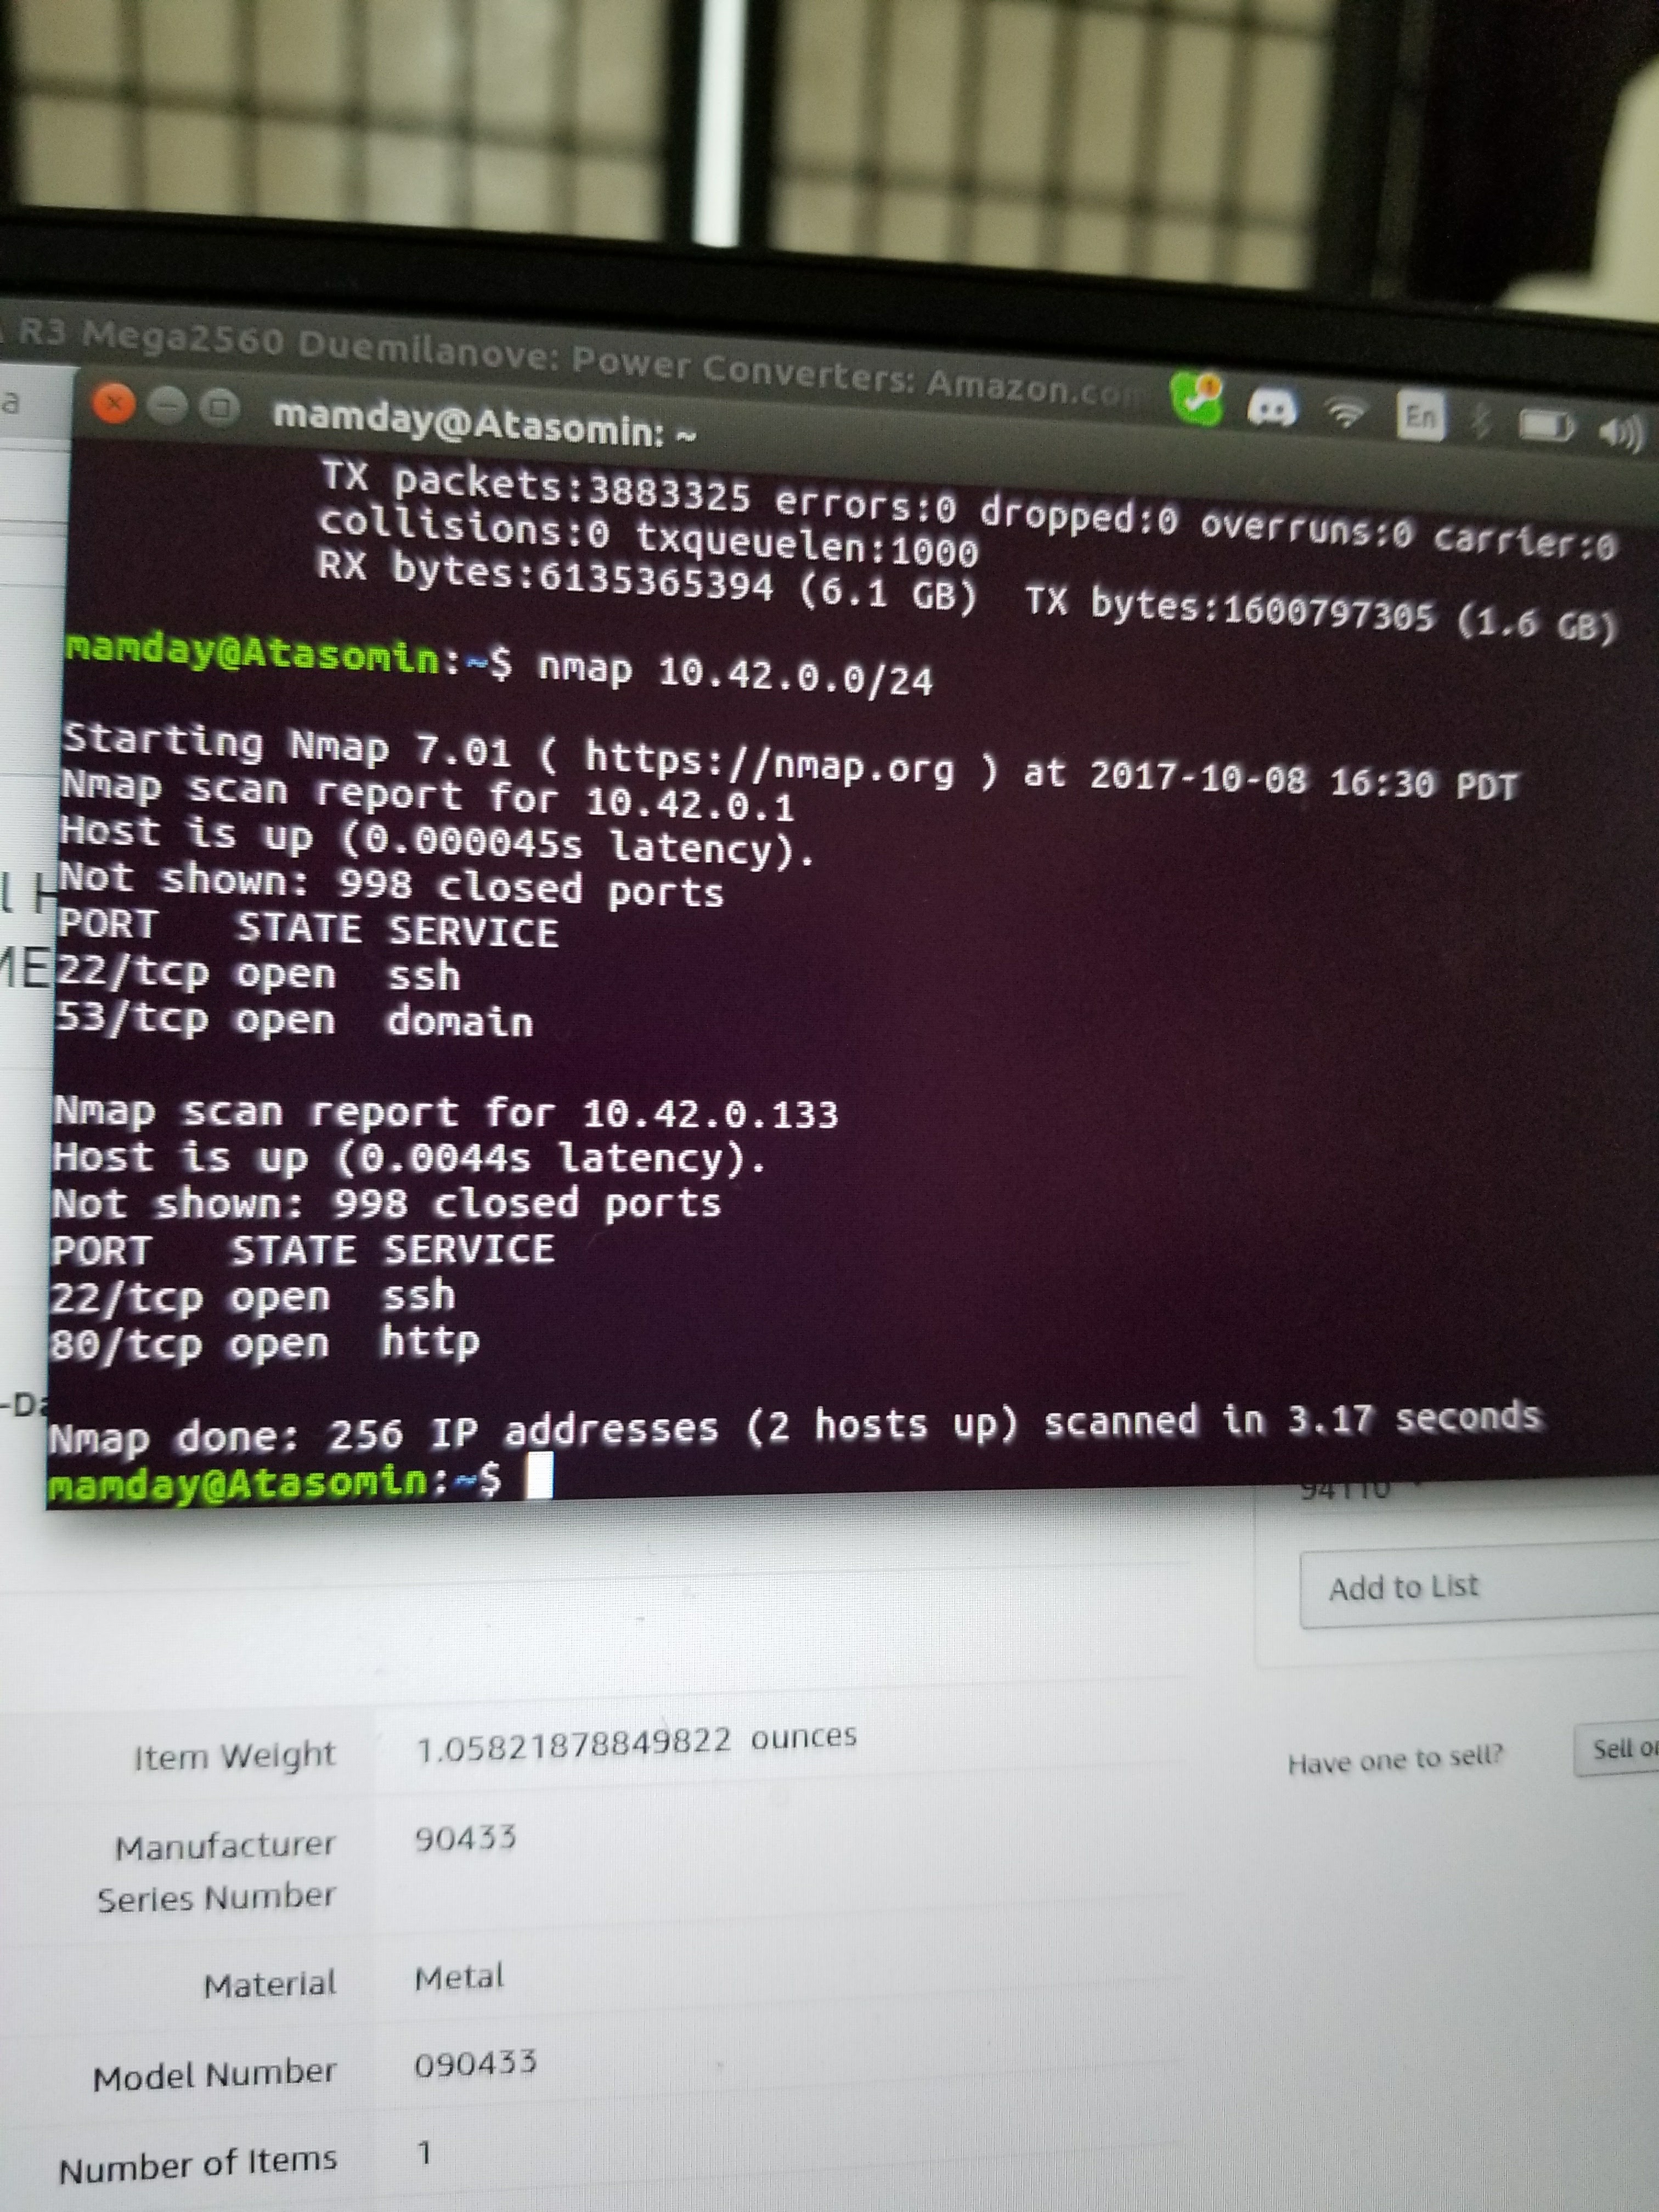 R3 Mega2560 Duemilanove: Power Converters: Amazon.com
a
En
mamday@Atasomin: ~
TX packets:3883325 errors:0 dropped:0 overruns:0 carrier:0
collisions:0 txqueuelen:1000
RX bytes:6135365394 (6.1 GB)  TX bytes:1600797305 (1.6 GB)
mamday@Atasomin:~$ nmap 10.42.0.0/24
Starting Nmap 7.01 ( https://nmap.org ) at 2017-10-08 16:30 PDT
Nmap scan report for 10.42.0.1
Host is up (0.000045s latency).
Not shown: 998 closed ports
PORT   STATE SERVICE
22/tcp open  ssh
53/tcp open  domain
Nmap scan report for 10.42.0.133
Host is up (0.0044s latency).
Not shown: 998 closed ports
PORT   STATE SERVICE
22/tcp open  ssh
80/tcp open  http
Nmap done: 256 IP addresses (2 hosts up) scanned in 3.17 seconds
mamday@Atasomin:~$
94110
Add to List
Item Weight 1.05821878849822 ounces
Have one to sell? Sell
Manufacturer 90433
Series Number
Material Metal
Model Number 090433
Number of Items 1